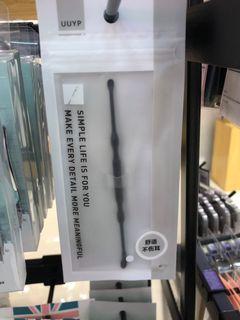 UUYP
SIMPLE LIFE IS FOR YOU
MAKE EVERY DETAIL MORE MEANINGFUL
舒适
不伤耳